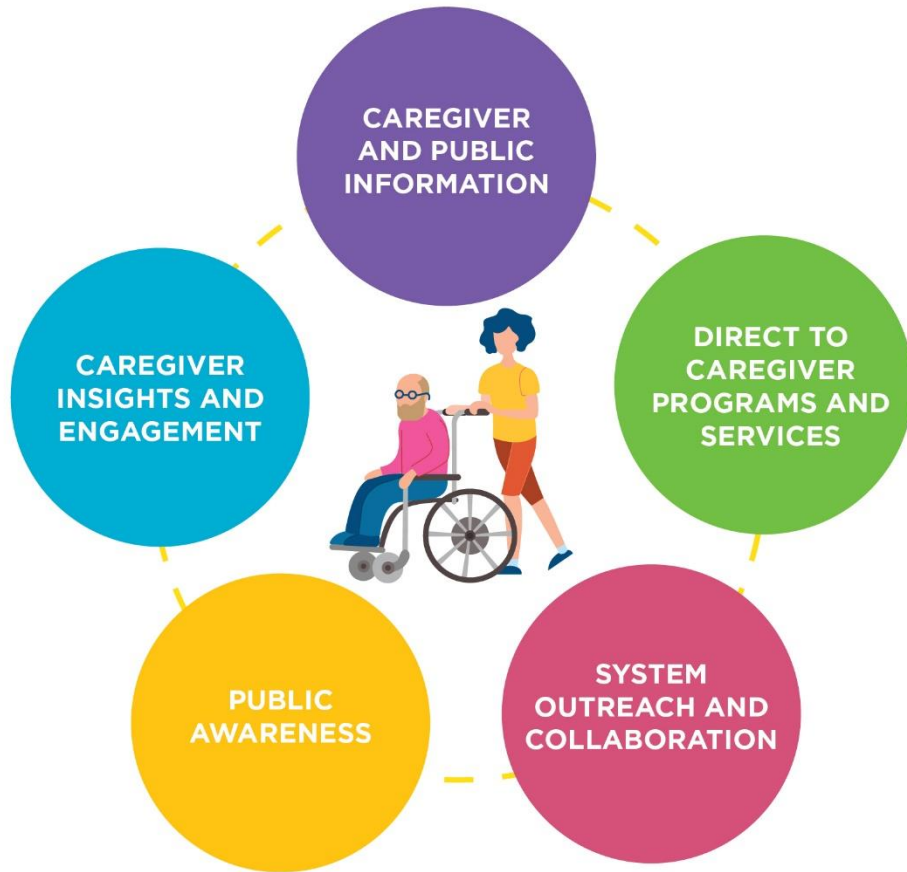 CAREGIVER
AND PUBLIC
INFORMATION
DIRECT TO
CAREGIVER
PROGRAMS AND
SERVICES
SYSTEM
OUTREACH AND
COLLABORATION
PUBLIC
AWARENESS
CAREGIVER
INSIGHTS AND
ENGAGEMENT